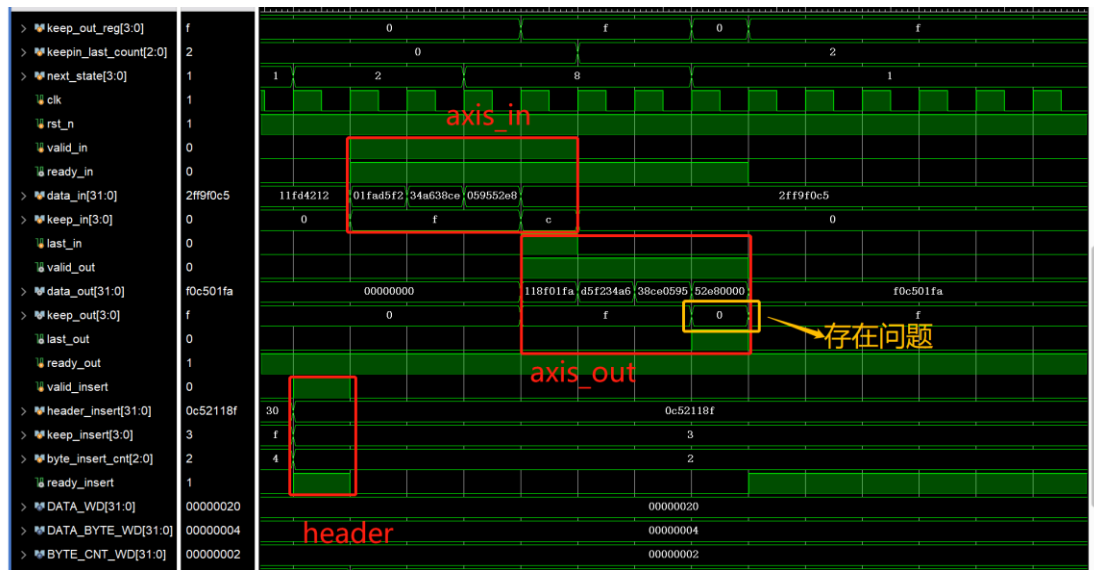 keep_out_reg[3:0] f 0 f 0 f
keepin_last_count[2:0] 2 0 2
next_state[3:0] 1 1 2 8 1
clk 1
axis_in
rst_n 1
valid_in 0
ready_in 0
data_in[31:0] 2ff9f0c5 11fd4212 01fad5f2 34a638ce 059552e8 2ff9f0c5
keep_in[3:0] 0 0 f c 0
last_in 0
valid_out 0
data_out[31:0] f0c501fa 00000000 118f01fa d5f234a6 38ce0595 52e80000 f0c501fa
keep_out[3:0] f 0 f 0 f
last_out 0
存在问题
ready_out 1
axis_out
valid_insert 0
header_insert[31:0] 0c52118f 30 0c52118f
keep_insert[3:0] 3 f 3
byte_insert_cnt[2:0] 2 4 2
ready_insert 1
DATA_WD[31:0] 00000020 00000020
DATA_BYTE_WD[31:0] 00000004 00000004
header
BYTE_CNT_WD[31:0] 00000002 00000002